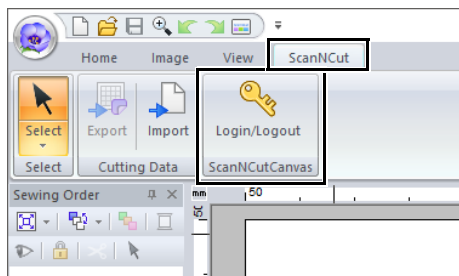 Home Image View ScanNCut
Select Export Import Login/Logout
Select Cutting Data ScanNCutCanvas
Sewing Order mm 50
50